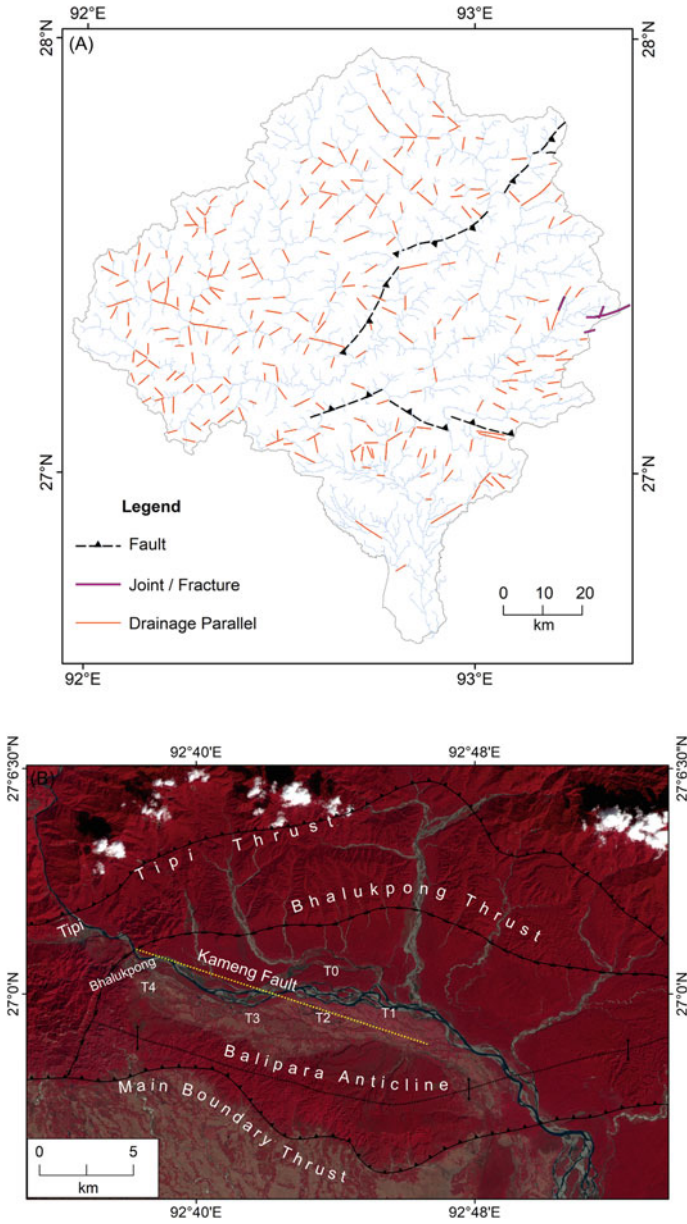 92°E 93°E
(A)
28°N 28°N
27°N 27°N
Legend
Fault
Joint / Fracture
Drainage Parallel
0 10 20
km
92°E 93°E
92°40'E 92°48'E
27°6'30"N 27°6'30"N
(B)
Tipi Thrust
Bhalukpong Thrust
Tipi
Kameng Fault
Bhalukpong
T0
27°0'N 27°0'N
T4
T3 T2 T1
Balipara Anticline
Main Boundary Thrust
0 5
km
92°40'E 92°48'E